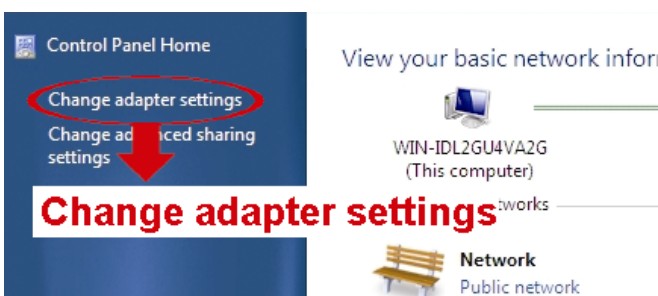 Control Panel Home
Change adapter settings
Change advanced sharing
settings
Change adapter settings
View your basic network
WIN-IDL2GU4VA2G
(This computer)
Network
Public network